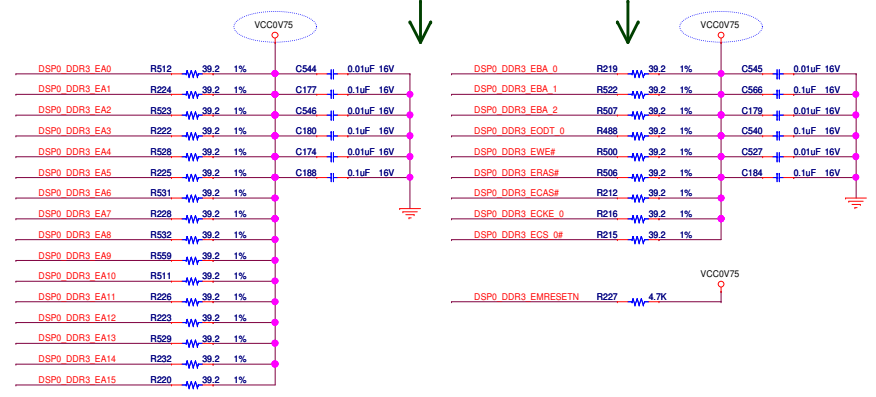 VCC0V75 VCC0V75
DSP0_DDR3_EA0 R512 39.2 1% C544 0.01uF 16V DSP0_DDR3_EBA_0 R219 39.2 1% C545 0.01uF 16V
DSP0_DDR3_EA1 R224 39.2 1% C177 0.1uF 16V DSP0_DDR3_EBA_1 R522 39.2 1% C566 0.1uF 16V
DSP0_DDR3_EA2 R523 39.2 1% C546 0.01uF 16V DSP0_DDR3_EBA_2 R507 39.2 1% C179 0.01uF 16V
DSP0_DDR3_EA3 R222 39.2 1% C180 0.1uF 16V DSP0_DDR3_EODT_0 R488 39.2 1% C540 0.1uF 16V
DSP0_DDR3_EA4 R528 39.2 1% C174 0.01uF 16V DSP0_DDR3_EWE# R500 39.2 1% C527 0.01uF 16V
DSP0_DDR3_EA5 R225 39.2 1% C188 0.1uF 16V DSP0_DDR3_ERAS# R506 39.2 1% C184 0.1uF 16V
DSP0_DDR3_EA6 R531 39.2 1% DSP0_DDR3_ECAS# R212 39.2 1%
DSP0_DDR3_EA7 R228 39.2 1% DSP0_DDR3_ECKE_0 R216 39.2 1%
DSP0_DDR3_EA8 R532 39.2 1% DSP0_DDR3_ECS_0# R215 39.2 1%
DSP0_DDR3_EA9 R559 39.2 1%
DSP0_DDR3_EA10 R511 39.2 1% VCC0V75
DSP0_DDR3_EA11 R226 39.2 1% DSP0_DDR3_EMRESETN R227 4.7K
DSP0_DDR3_EA12 R223 39.2 1%
DSP0_DDR3_EA13 R529 39.2 1%
DSP0_DDR3_EA14 R232 39.2 1%
DSP0_DDR3_EA15 R220 39.2 1%